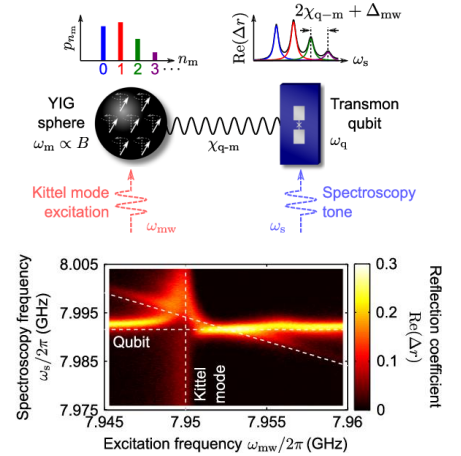 p_{n_m}
n_m
0 1 2 3 ···
Re(Δr)
2χ_{q−m} + Δ_{mw}
ω_s
YIG
sphere
ω_m ∝ B
χ_{q-m}
Transmon
qubit
ω_q
Kittel mode
excitation
ω_{mw}
Spectroscopy
tone
ω_s
Spectroscopy frequency
ω_s/2π (GHz)
8.004
7.995
7.985
7.975
Qubit
Kittel
mode
7.945 7.95 7.955 7.96
Excitation frequency ω_{mw}/2π (GHz)
0.3
0.2
0.1
0
Reflection coefficient
Re(Δr)